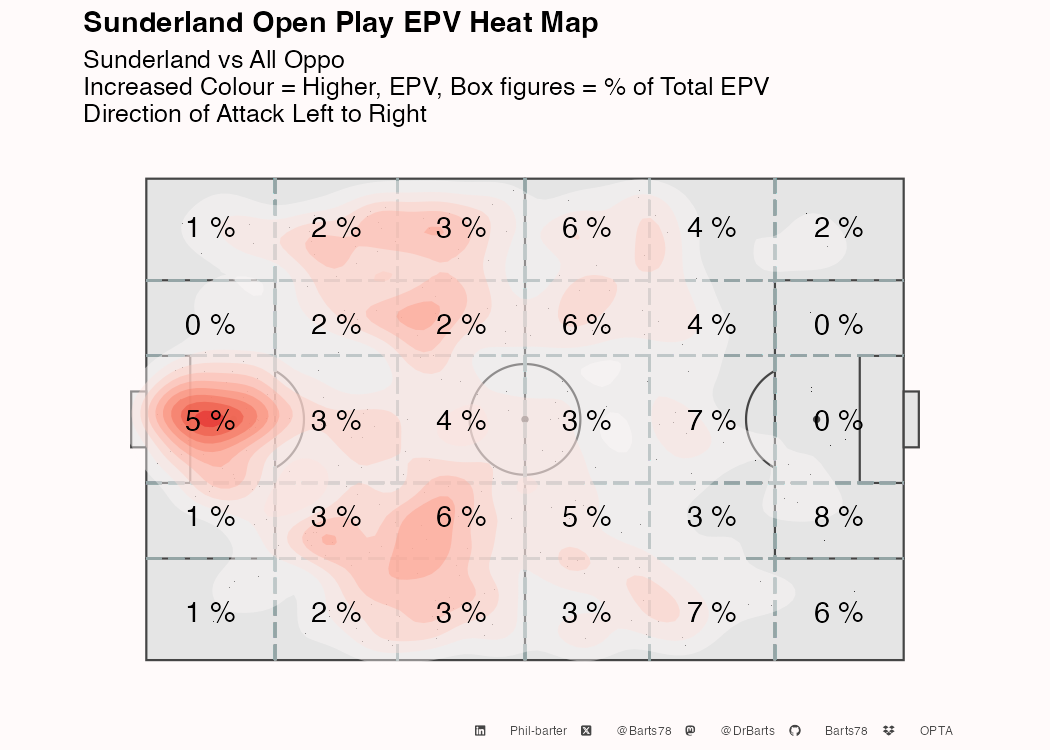 Sunderland Open Play EPV Heat Map
Sunderland vs All Oppo
Increased Colour = Higher, EPV, Box figures = % of Total EPV
Direction of Attack Left to Right
1 % 2 % 3 % 6 % 4 % 2 %
0 % 2 % 2 % 6 % 4 % 0 %
5 % 3 % 4 % 3 % 7 % 0 %
1 % 3 % 6 % 5 % 3 % 8 %
1 % 2 % 3 % 3 % 7 % 6 %
Phil-barter @Barts78 @DrBarts Barts78 OPTA